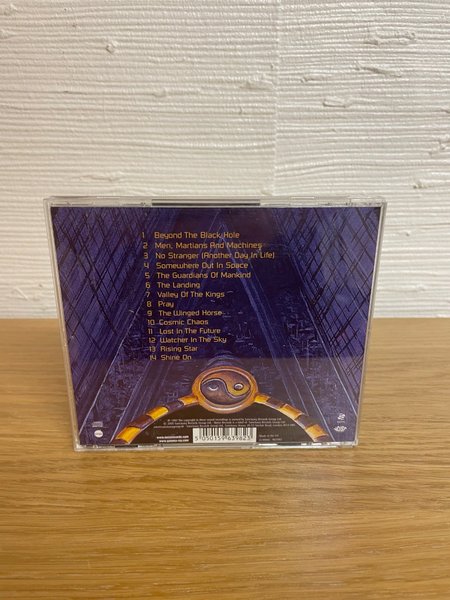 1 Beyond The Black Hole
2 Men, Martians And Machines
3 No Stranger (Another Day In Life)
4 Somewhere Out In Space
5 The Guardians Of Mankind
6 The Landing
7 Valley Of The Kings
8 Pray
9 The Winged Horse
10 Cosmic Chaos
11 Lost In The Future
12 Watcher In The Sky
13 Rising Star
14 Shine On
5 050159 639823